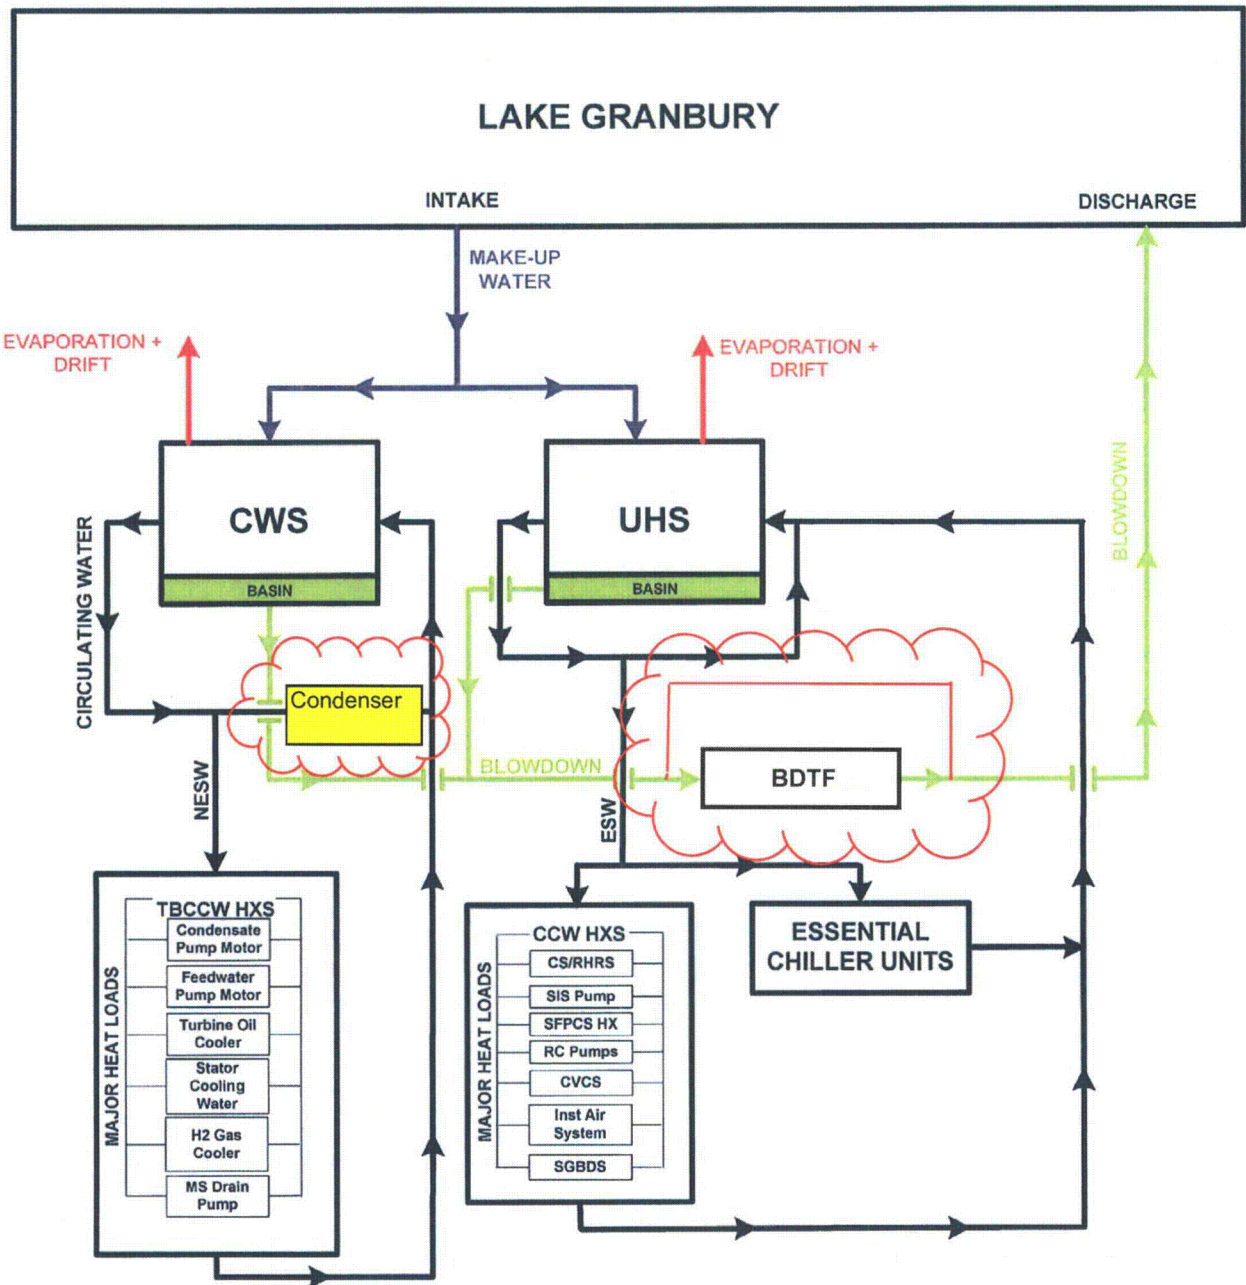 LAKE GRANBURY
INTAKE
DISCHARGE
MAKE-UP
WATER
EVAPORATION +
DRIFT
EVAPORATION +
DRIFT
BLOWDOWN
CWS
UHS
BASIN
BASIN
CIRCULATING WATER
Condenser
BLOWDOWN
BDTF
NESW
ESW
MAJOR HEAT LOADS
TBCCW HXS
Condensate
Pump Motor
Feedwater
Pump Motor
Turbine Oil
Cooler
Stator
Cooling
Water
H2 Gas
Cooler
MS Drain
Pump
MAJOR HEAT LOADS
CCW HXS
CS/RHRS
SIS Pump
SFPCS HX
RC Pumps
CVCS
Inst Air
System
SGBDS
ESSENTIAL
CHILLER UNITS